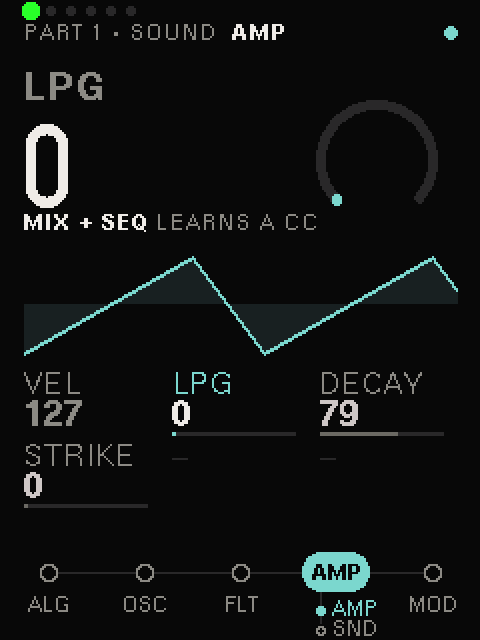 PART 1 · SOUND AMP
LPG
0
MIX + SEQ LEARNS A CC
VEL LPG DECAY
127 0 79
STRIKE — —
0
ALG OSC FLT AMP MOD
AMP
SND